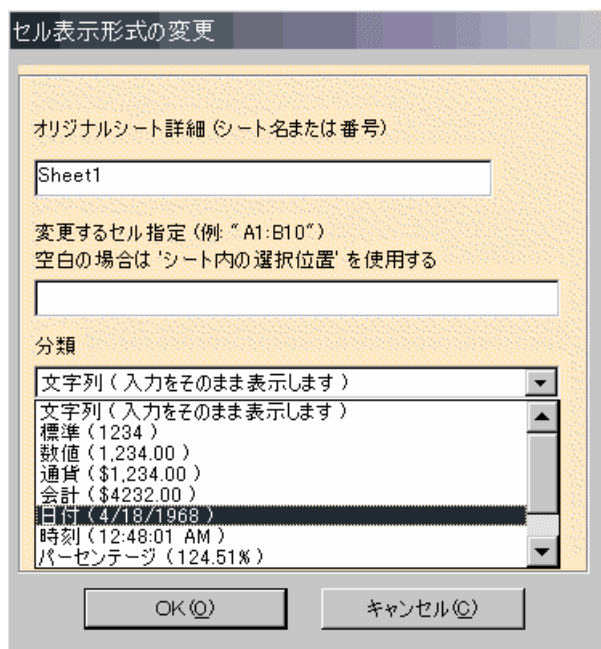 セル表示形式の変更
オリジナルシート詳細 (シート名または番号)
Sheet1
変更するセル指定 (例: "A1:B10")
空白の場合は 'シート内の選択位置' を使用する
分類
文字列 ( 入力をそのまま表示します )
文字列 ( 入力をそのまま表示します )
標準 ( 1234 )
数値 ( 1,234.00 )
通貨 ( $1,234.00 )
会計 ( $4232.00 )
日付 ( 4/18/1968 )
時刻 ( 12:48:01 AM )
パーセンテージ ( 124.51% )
OK(O)
キャンセル(C)